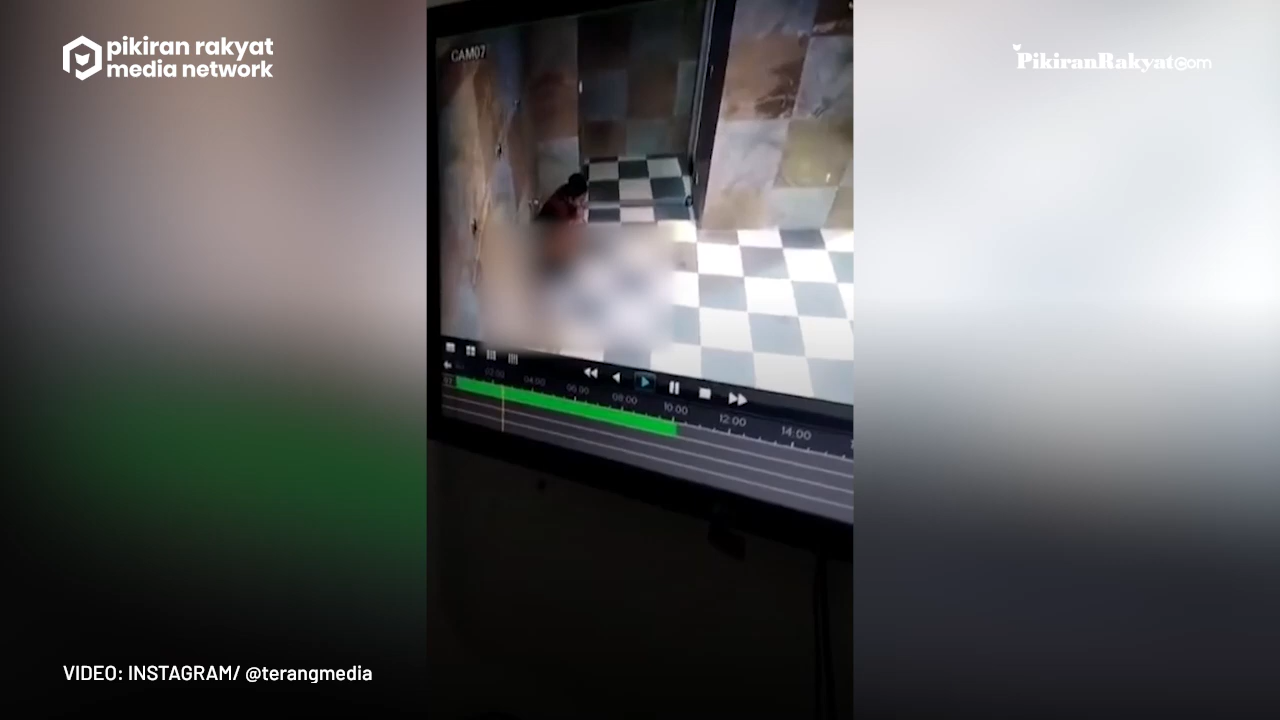 pikiran rakyat
media network
PikiranRakyat.com
CAM07
02:00 04:00 06:00 08:00 10:00 12:00 14:00
VIDEO: INSTAGRAM/ @terangmedia